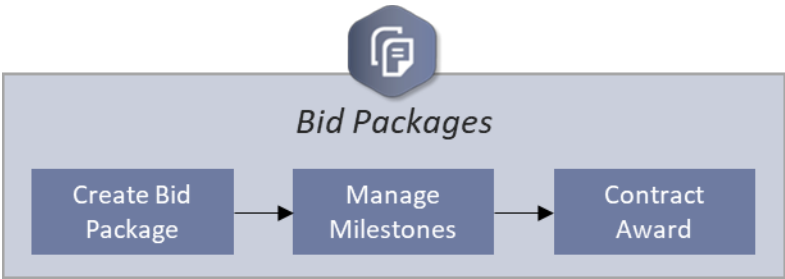 Bid Packages
Create Bid
Package
Manage
Milestones
Contract
Award